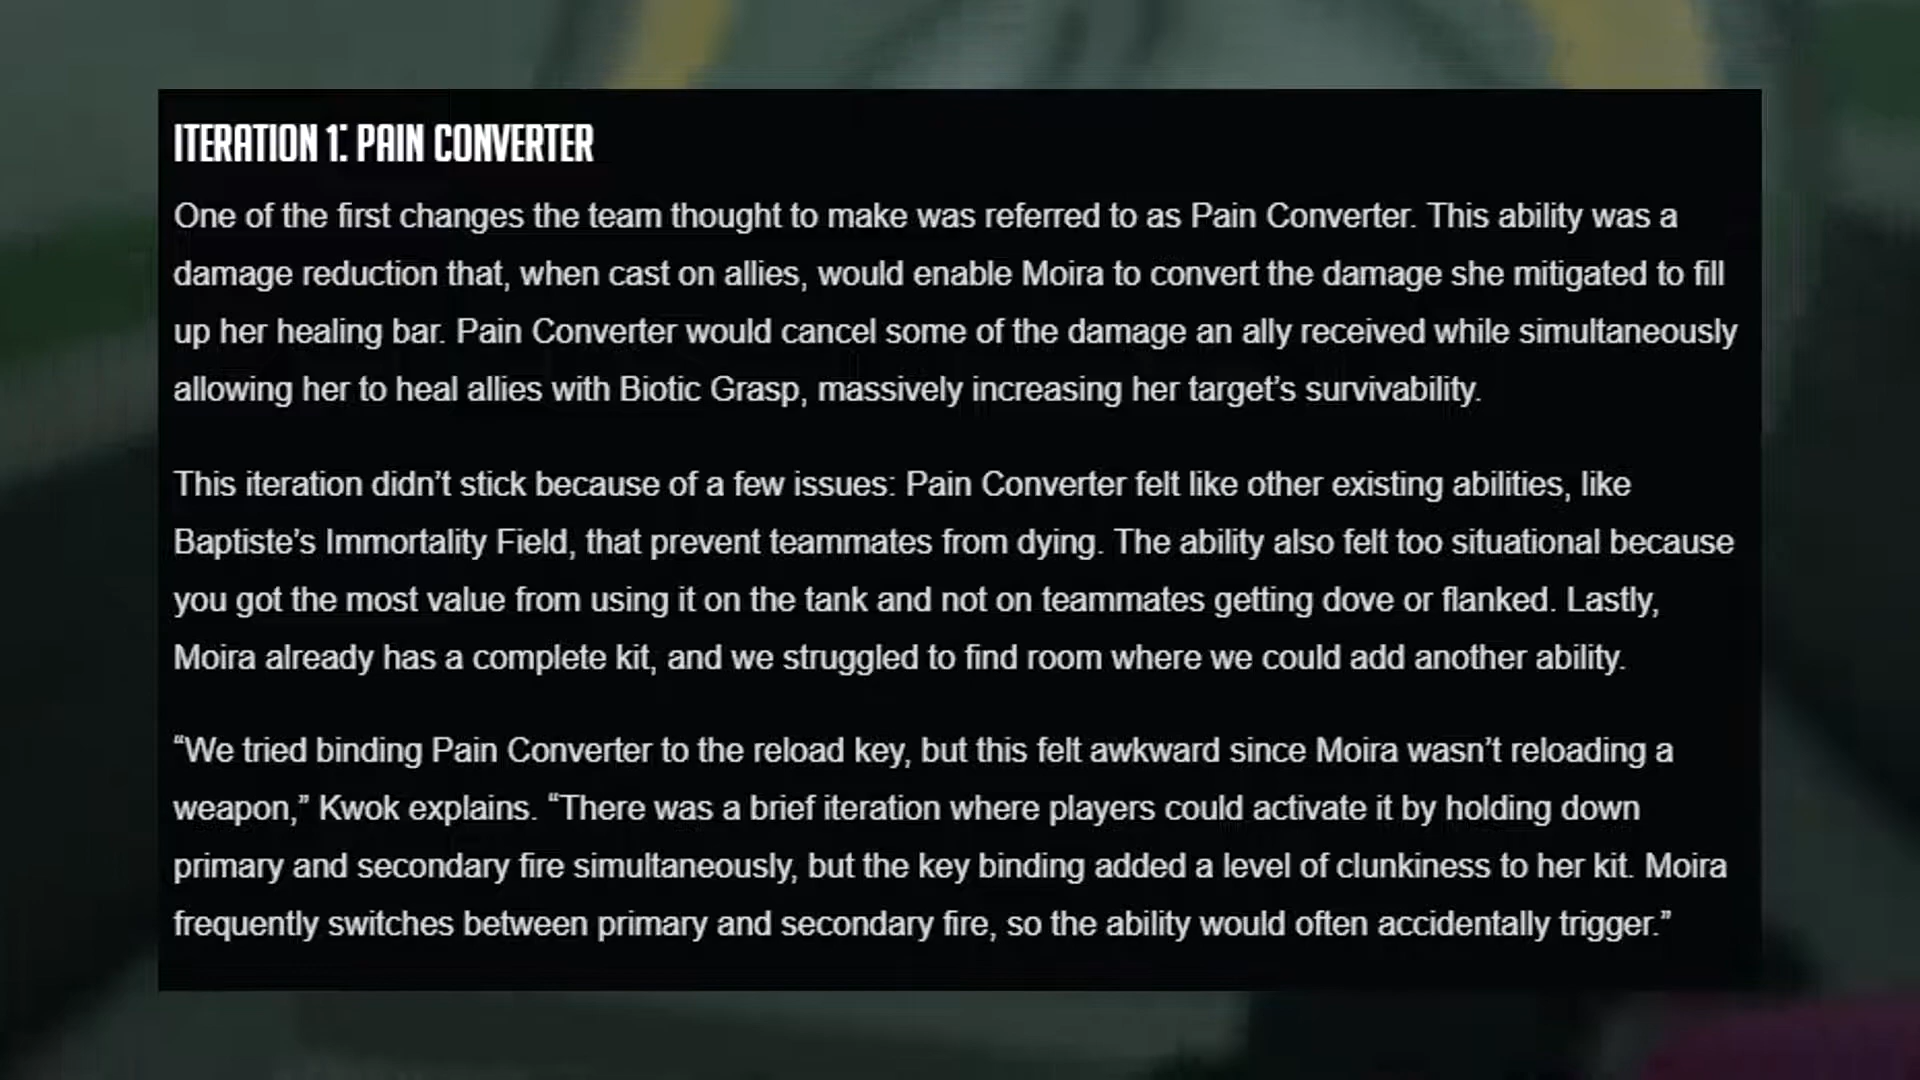 ITERATION 1: PAIN CONVERTER
One of the first changes the team thought to make was referred to as Pain Converter. This ability was a
damage reduction that, when cast on allies, would enable Moira to convert the damage she mitigated to fill
up her healing bar. Pain Converter would cancel some of the damage an ally received while simultaneously
allowing her to heal allies with Biotic Grasp, massively increasing her target’s survivability.
This iteration didn’t stick because of a few issues: Pain Converter felt like other existing abilities, like
Baptiste’s Immortality Field, that prevent teammates from dying. The ability also felt too situational because
you got the most value from using it on the tank and not on teammates getting dove or flanked. Lastly,
Moira already has a complete kit, and we struggled to find room where we could add another ability.
“We tried binding Pain Converter to the reload key, but this felt awkward since Moira wasn’t reloading a
weapon,” Kwok explains. “There was a brief iteration where players could activate it by holding down
primary and secondary fire simultaneously, but the key binding added a level of clunkiness to her kit. Moira
frequently switches between primary and secondary fire, so the ability would often accidentally trigger.”